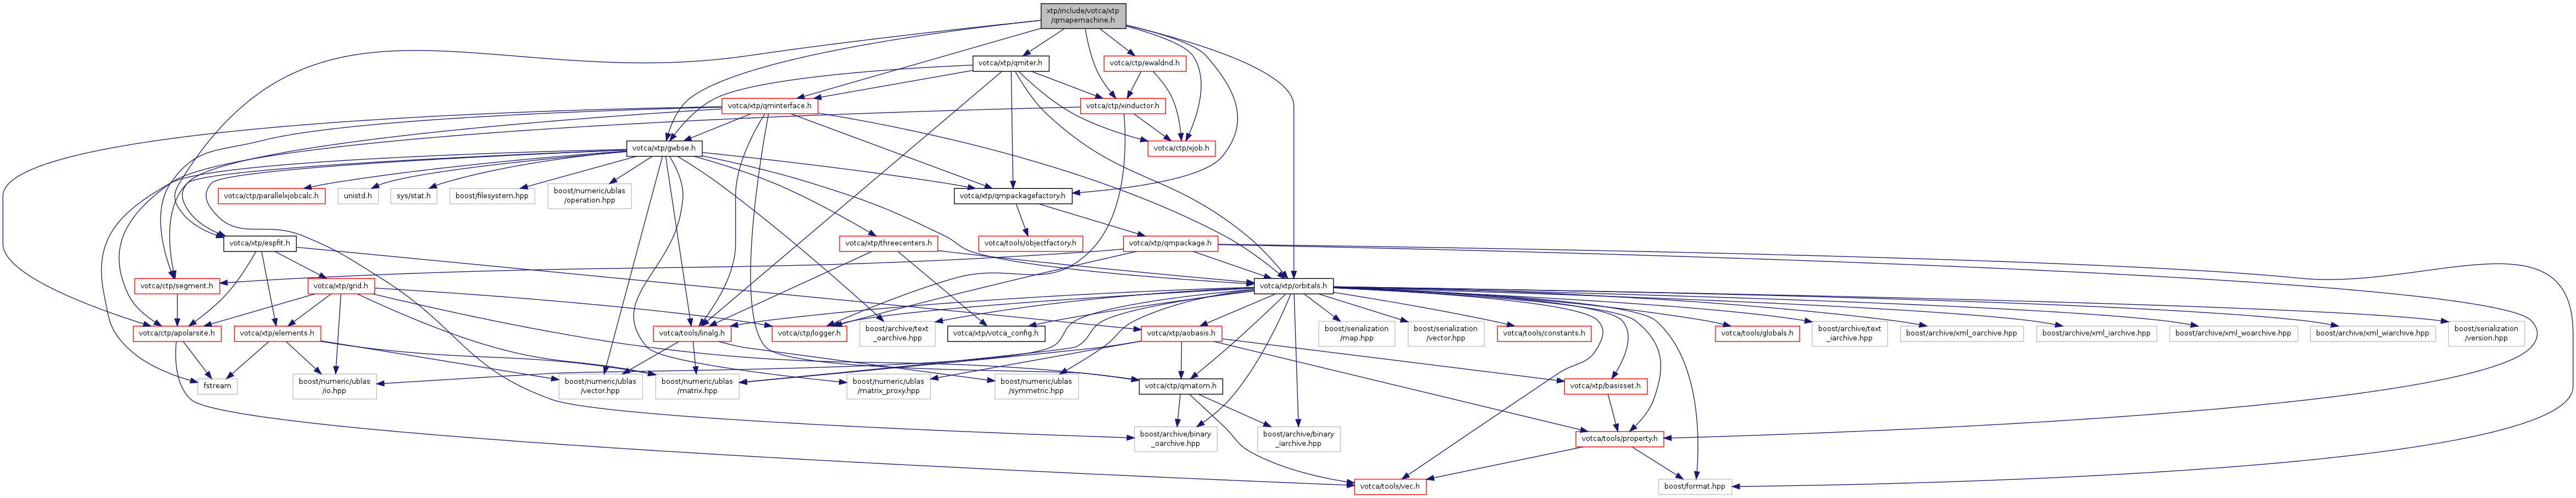 xtp/include/votca/xtp
/qmapemachine.h
votca/xtp/qmiter.h
votca/ctp/ewaldnd.h
votca/xtp/qminterface.h
votca/ctp/xinductor.h
votca/xtp/gwbse.h
votca/ctp/xjob.h
votca/ctp/parallelxjobcalc.h
unistd.h
sys/stat.h
boost/filesystem.hpp
boost/numeric/ublas
/operation.hpp
votca/xtp/qmpackagefactory.h
votca/xtp/espfit.h
votca/xtp/threecenters.h
votca/tools/objectfactory.h
votca/xtp/qmpackage.h
votca/ctp/segment.h
votca/xtp/grid.h
votca/xtp/orbitals.h
votca/ctp/apolarsite.h
votca/xtp/elements.h
votca/tools/linalg.h
votca/ctp/logger.h
boost/archive/text
_oarchive.hpp
votca/xtp/votca_config.h
votca/xtp/aobasis.h
boost/serialization
/map.hpp
boost/serialization
/vector.hpp
votca/tools/constants.h
votca/tools/globals.h
boost/archive/text
_iarchive.hpp
boost/archive/xml_oarchive.hpp
boost/archive/xml_iarchive.hpp
boost/archive/xml_woarchive.hpp
boost/archive/xml_wiarchive.hpp
boost/serialization
/version.hpp
fstream
boost/numeric/ublas
/io.hpp
boost/numeric/ublas
/vector.hpp
boost/numeric/ublas
/matrix.hpp
boost/numeric/ublas
/matrix_proxy.hpp
boost/numeric/ublas
/symmetric.hpp
votca/ctp/qmatom.h
votca/xtp/basisset.h
boost/archive/binary
_oarchive.hpp
boost/archive/binary
_iarchive.hpp
votca/tools/property.h
votca/tools/vec.h
boost/format.hpp